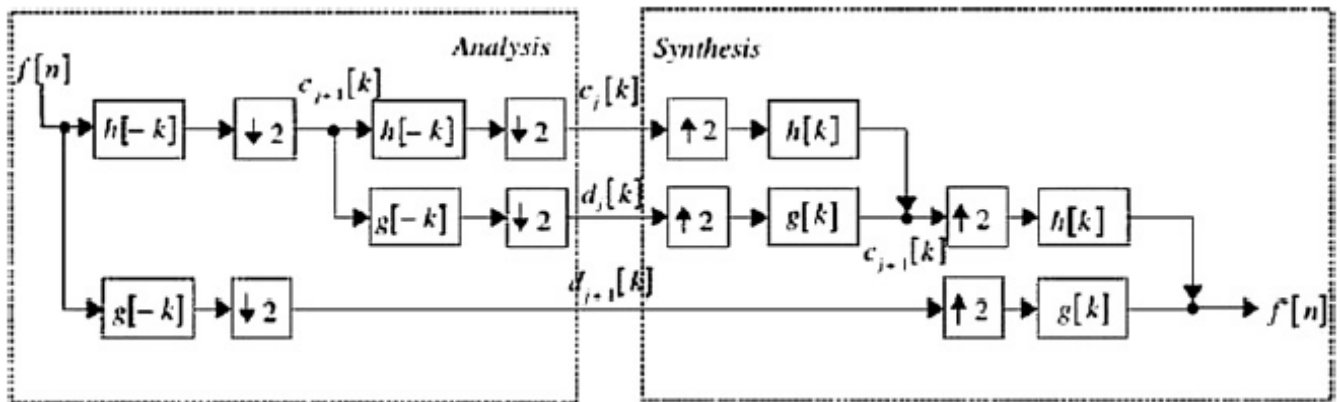 Analysis
Synthesis
f[n]
c_{j+1}[k]
c_j[k]
h[-k]
↓2
h[-k]
↓2
↑2
h[k]
d_j[k]
g[-k]
↓2
↑2
g[k]
↑2
h[k]
c_{j+1}[k]
d_{j+1}[k]
g[-k]
↓2
↑2
g[k]
f'[n]